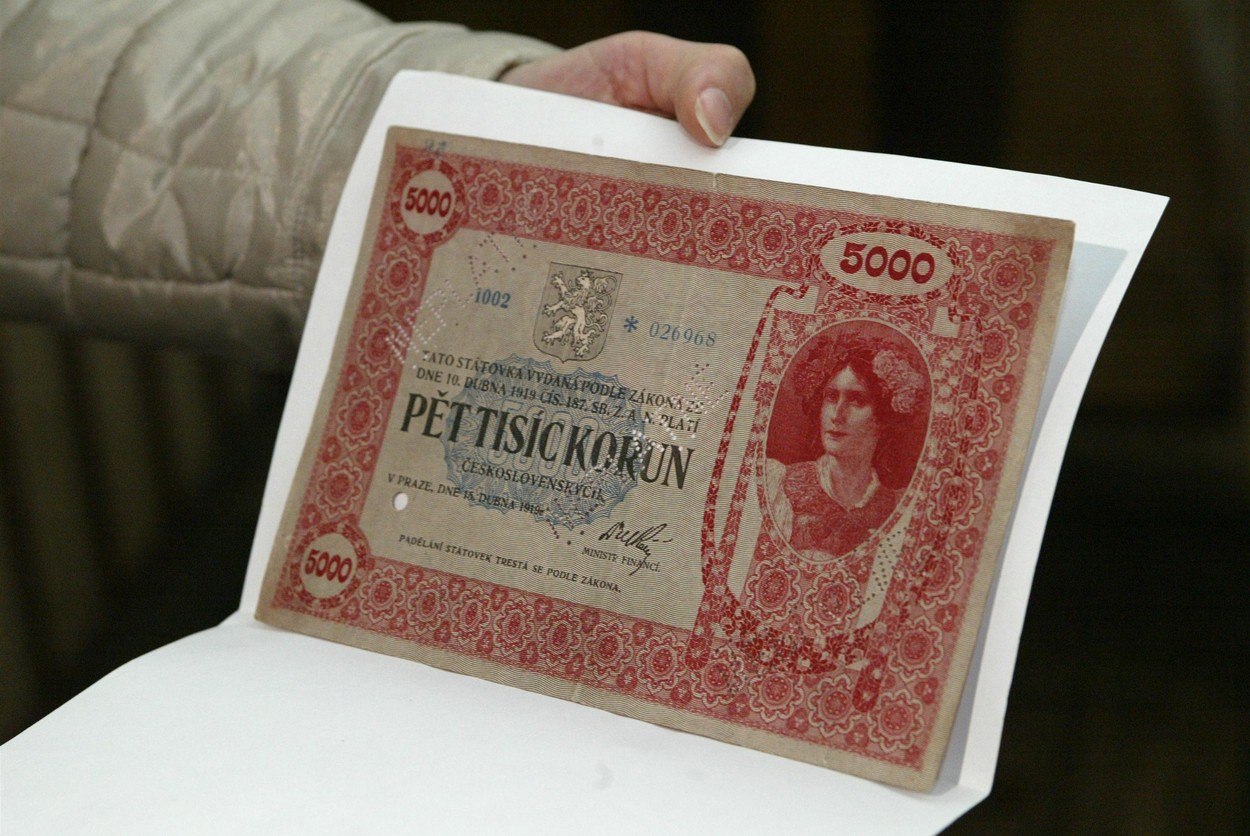 5000
5000
1002
* 026968
TATO STÁTOVKA VYDANÁ PODLE ZÁKONA ZE
DNE 10. DUBNA 1919 ČÍS. 187. SB. Z. A. N. PLATÍ
PĚT TISÍC KORUN
ČESKOSLOVENSKÝCH.
V PRAZE, DNE 15. DUBNA 1919.
MINISTR FINANCÍ.
PADĚLÁNÍ STÁTOVEK TRESTÁ SE PODLE ZÁKONA.
5000